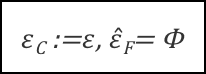 ε_C := ε, ε̂_F = Φ